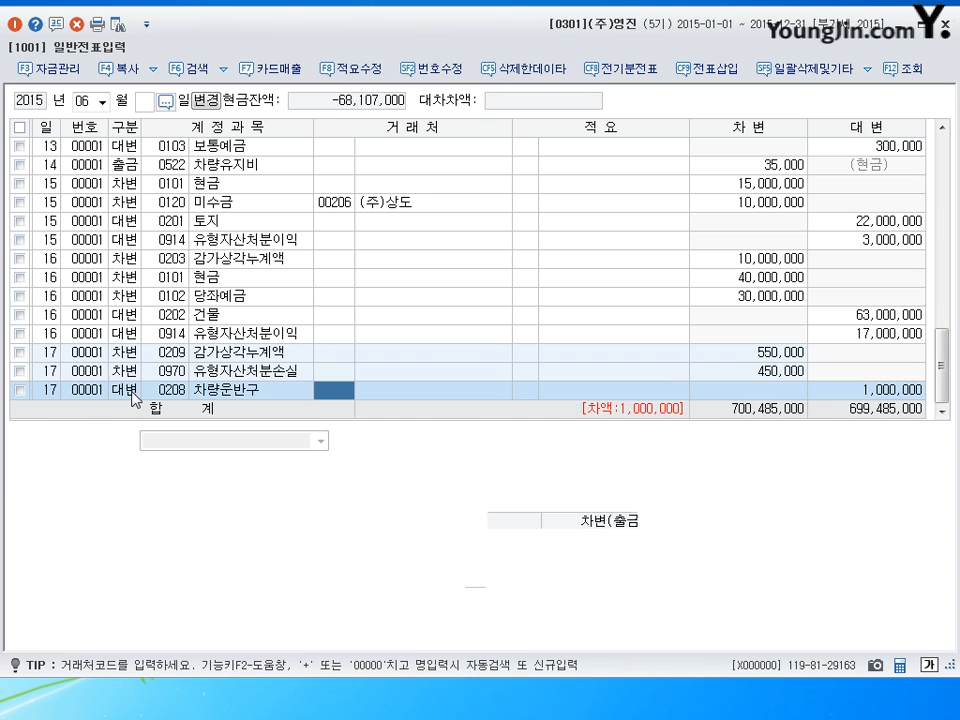 [0301](주)영진 (5기) 2015-01-01 ~ 2015-12-31 [부가세 2015]
YoungJin.com Y.
[1001] 일반전표입력
F3 자금관리 F4 복사 F6 검색 F7 카드매출 F8 적요수정 SF2 번호수정 CF5 삭제한데이타 CF8 전기분전표 CF9 전표삽입 SF5 일괄삭제및기타 F12 조회
2015 년 06 월 일 변경 현금잔액: -68,107,000 대차차액:
일 번호 구분 계 정 과 목 거 래 처 적 요 차 변 대 변
13 00001 대변 0103 보통예금 300,000
14 00001 출금 0522 차량유지비 35,000 (현금)
15 00001 차변 0101 현금 15,000,000
15 00001 차변 0120 미수금 00206 (주)상도 10,000,000
15 00001 대변 0201 토지 22,000,000
15 00001 대변 0914 유형자산처분이익 3,000,000
16 00001 차변 0203 감가상각누계액 10,000,000
16 00001 차변 0101 현금 40,000,000
16 00001 차변 0102 당좌예금 30,000,000
16 00001 대변 0202 건물 63,000,000
16 00001 대변 0914 유형자산처분이익 17,000,000
17 00001 차변 0209 감가상각누계액 550,000
17 00001 차변 0970 유형자산처분손실 450,000
17 00001 대변 0208 차량운반구 1,000,000
합 계 [차액:1,000,000] 700,485,000 699,485,000
차변(출금
TIP : 거래처코드를 입력하세요. 기능키F2-도움창, '+' 또는 '00000'치고 명입력시 자동검색 또 신규입력 [X000000] 119-81-29163 가